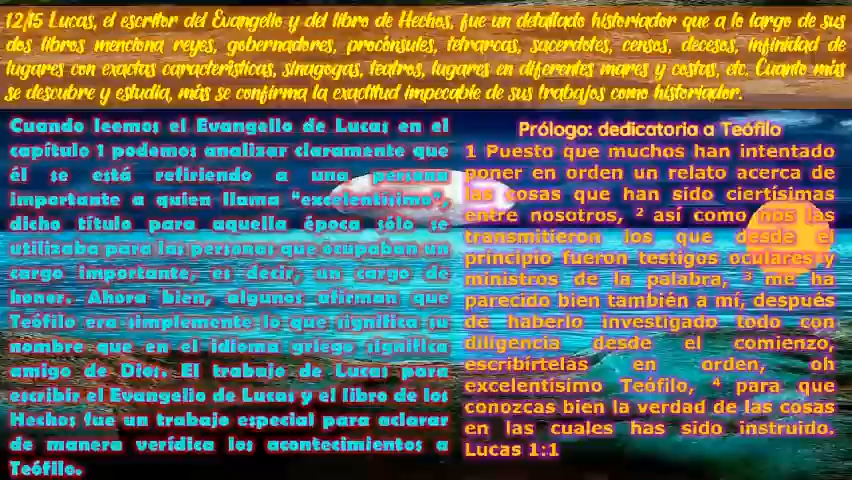 12/15 Lucas, el escritor del Evangelio y del libro de Hechos, fue un detallado historiador que a lo largo de sus
dos libros menciona reyes, gobernadores, procónsules, tetrarcas, sacerdotes, censos, decesos, infinidad de
lugares con exactas características, sinagogas, teatros, lugares en diferentes mares y costas, etc. Cuanto más
se descubre y estudia, más se confirma la exactitud impecable de sus trabajos como historiador.
Cuando leemos el Evangelio de Lucas en el
capítulo 1 podemos analizar claramente que
él se está refiriendo a una persona
importante a quien llama "excelentísimo",
dicho título para aquella época sólo se
utilizaba para las personas que ocupaban un
cargo importante, es decir, un cargo de
honor. Ahora bien, algunos afirman que
Teófilo era simplemente lo que significa su
nombre que en el idioma griego significa
amigo de Dios. El trabajo de Lucas para
escribir el Evangelio de Lucas y el libro de los
Hechos fue un trabajo especial para aclarar
de manera verídica los acontecimientos a
Teófilo.
Prólogo: dedicatoria a Teófilo
1 Puesto que muchos han intentado
poner en orden un relato acerca de
las cosas que han sido ciertísimas
entre nosotros, ² así como nos las
transmitieron los que desde el
principio fueron testigos oculares y
ministros de la palabra, ³ me ha
parecido bien también a mí, después
de haberlo investigado todo con
diligencia desde el comienzo,
escribírtelas en orden, oh
excelentísimo Teófilo, ⁴ para que
conozcas bien la verdad de las cosas
en las cuales has sido instruido.
Lucas 1:1